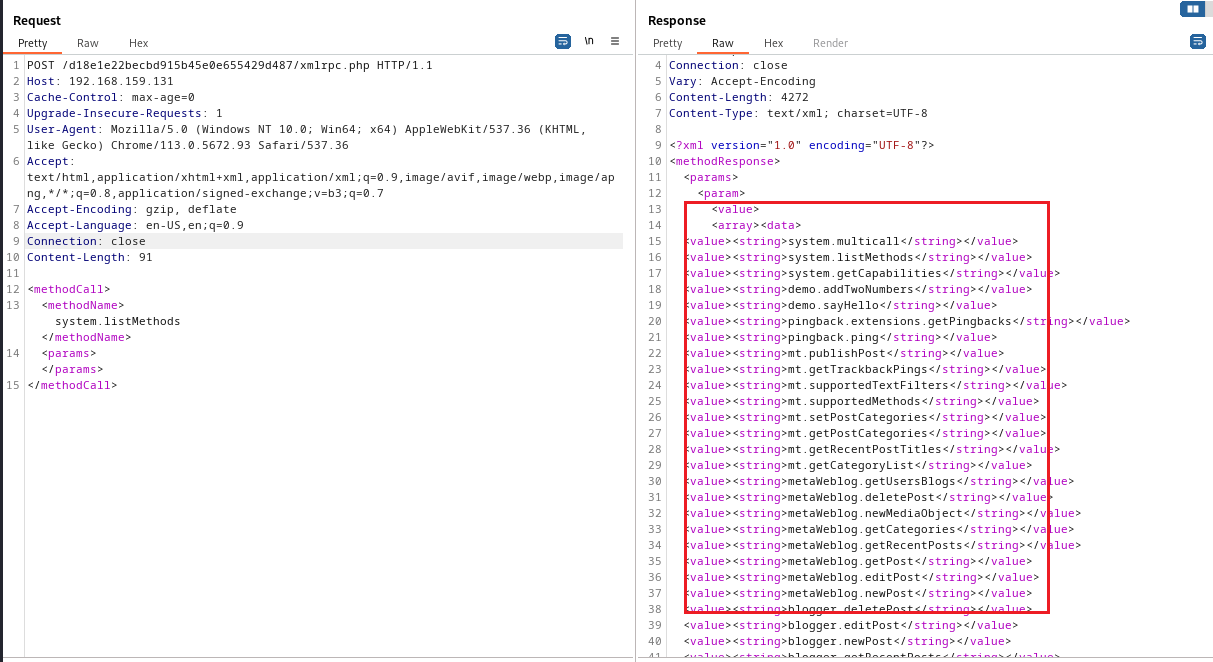 Request
Pretty Raw Hex
\n
1 POST /d18e1e22becbd915b45e0e655429d487/xmlrpc.php HTTP/1.1
2 Host: 192.168.159.131
3 Cache-Control: max-age=0
4 Upgrade-Insecure-Requests: 1
5 User-Agent: Mozilla/5.0 (Windows NT 10.0; Win64; x64) AppleWebKit/537.36 (KHTML,
like Gecko) Chrome/113.0.5672.93 Safari/537.36
6 Accept:
text/html,application/xhtml+xml,application/xml;q=0.9,image/avif,image/webp,image/ap
ng,*/*;q=0.8,application/signed-exchange;v=b3;q=0.7
7 Accept-Encoding: gzip, deflate
8 Accept-Language: en-US,en;q=0.9
9 Connection: close
10 Content-Length: 91
11
12 <methodCall>
13 <methodName>
system.listMethods
</methodName>
14 <params>
</params>
15 </methodCall>
Response
Pretty Raw Hex Render
4 Connection: close
5 Vary: Accept-Encoding
6 Content-Length: 4272
7 Content-Type: text/xml; charset=UTF-8
8
9 <?xml version="1.0" encoding="UTF-8"?>
10 <methodResponse>
11 <params>
12 <param>
13 <value>
14 <array><data>
15 <value><string>system.multicall</string></value>
16 <value><string>system.listMethods</string></value>
17 <value><string>system.getCapabilities</string></value>
18 <value><string>demo.addTwoNumbers</string></value>
19 <value><string>demo.sayHello</string></value>
20 <value><string>pingback.extensions.getPingbacks</string></value>
21 <value><string>pingback.ping</string></value>
22 <value><string>mt.publishPost</string></value>
23 <value><string>mt.getTrackbackPings</string></value>
24 <value><string>mt.supportedTextFilters</string></value>
25 <value><string>mt.supportedMethods</string></value>
26 <value><string>mt.setPostCategories</string></value>
27 <value><string>mt.getPostCategories</string></value>
28 <value><string>mt.getRecentPostTitles</string></value>
29 <value><string>mt.getCategoryList</string></value>
30 <value><string>metaWeblog.getUsersBlogs</string></value>
31 <value><string>metaWeblog.deletePost</string></value>
32 <value><string>metaWeblog.newMediaObject</string></value>
33 <value><string>metaWeblog.getCategories</string></value>
34 <value><string>metaWeblog.getRecentPosts</string></value>
35 <value><string>metaWeblog.getPost</string></value>
36 <value><string>metaWeblog.editPost</string></value>
37 <value><string>metaWeblog.newPost</string></value>
38 <value><string>blogger.deletePost</string></value>
39 <value><string>blogger.editPost</string></value>
40 <value><string>blogger.newPost</string></value>
41 <value><string>blogger.getRecentPosts</string></value>